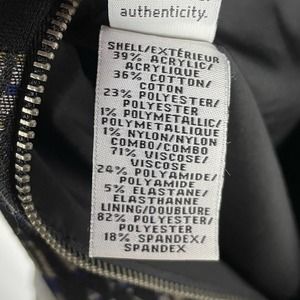 authenticity.
SHELL/EXTÉRIEUR
39% ACRYLIC/
ACRYLIQUE
36% COTTON/
COTON
23% POLYESTER/
POLYESTER
1% POLYMETALLIC/
POLYMETALLIQUE
1% NYLON/NYLON
COMBO/COMBO
71% VISCOSE/
VISCOSE
24% POLYAMIDE/
POLYAMIDE
5% ELASTANE/
ELASTHANNE
LINING/DOUBLURE
82% POLYESTER/
POLYESTER
18% SPANDEX/
SPANDEX